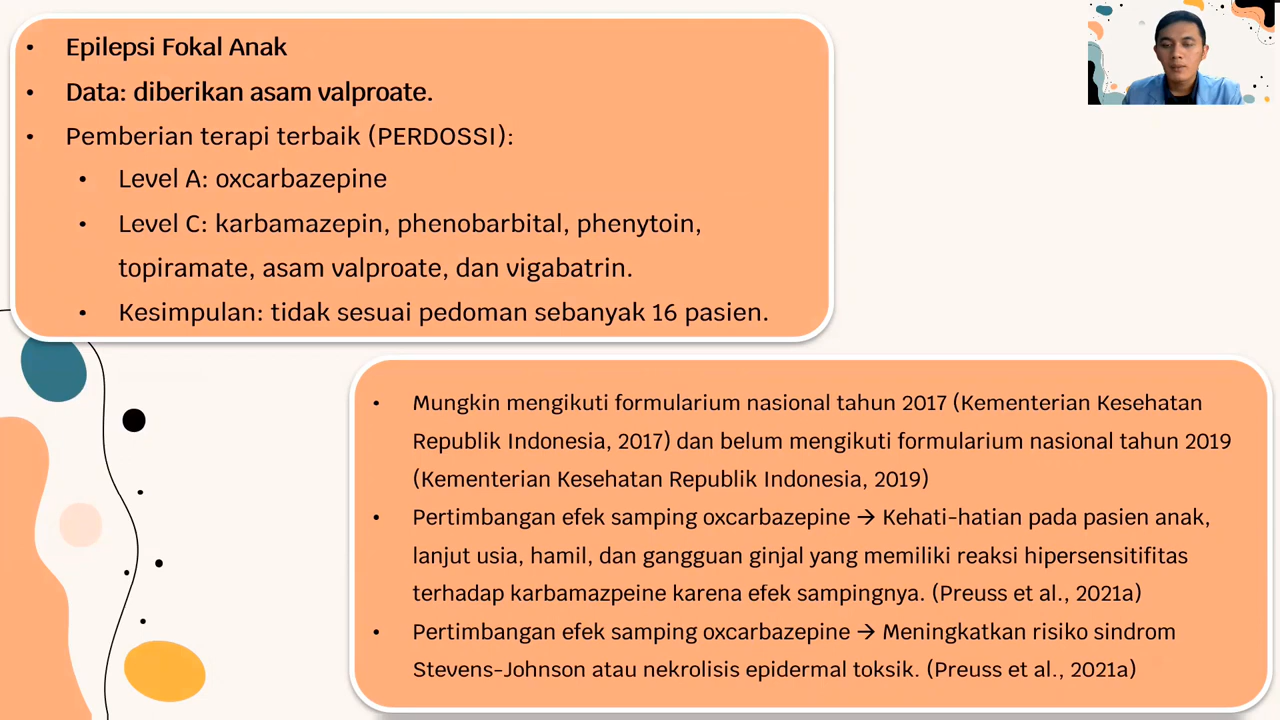 • Epilepsi Fokal Anak
• Data: diberikan asam valproate.
• Pemberian terapi terbaik (PERDOSSI):
• Level A: oxcarbazepine
• Level C: karbamazepin, phenobarbital, phenytoin,
topiramate, asam valproate, dan vigabatrin.
• Kesimpulan: tidak sesuai pedoman sebanyak 16 pasien.
• Mungkin mengikuti formularium nasional tahun 2017 (Kementerian Kesehatan
Republik Indonesia, 2017) dan belum mengikuti formularium nasional tahun 2019
(Kementerian Kesehatan Republik Indonesia, 2019)
• Pertimbangan efek samping oxcarbazepine → Kehati-hatian pada pasien anak,
lanjut usia, hamil, dan gangguan ginjal yang memiliki reaksi hipersensitifitas
terhadap karbamazpeine karena efek sampingnya. (Preuss et al., 2021a)
• Pertimbangan efek samping oxcarbazepine → Meningkatkan risiko sindrom
Stevens-Johnson atau nekrolisis epidermal toksik. (Preuss et al., 2021a)